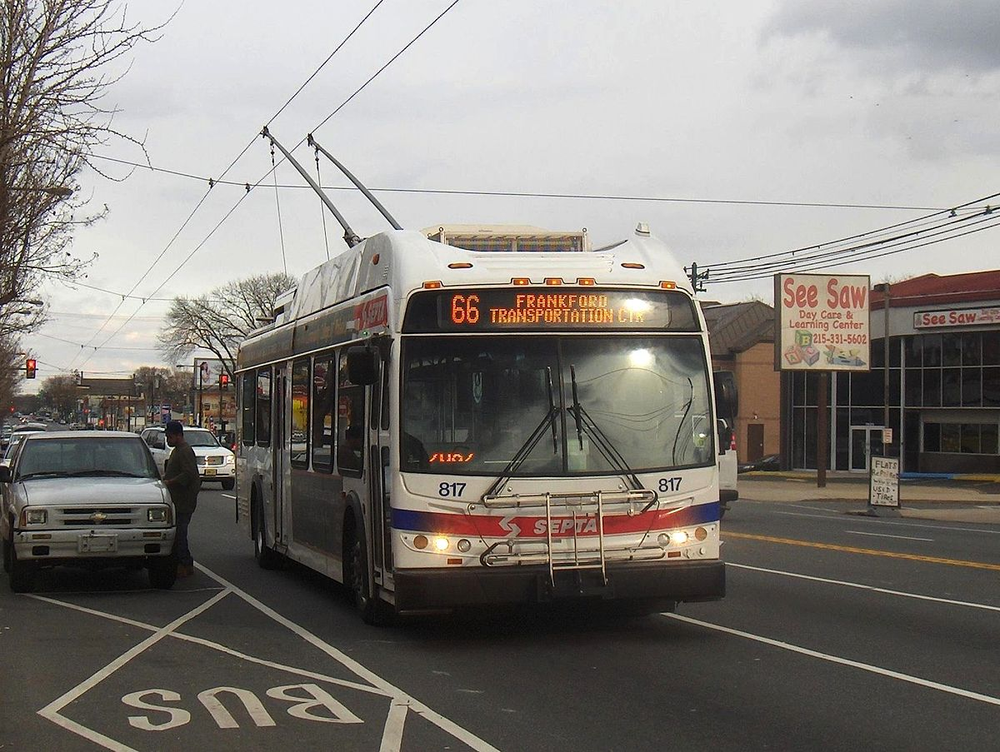 66 FRANKFORD
TRANSPORTATION CTR
SEPTA
817
817
SEPTA
BUS
See Saw
Day Care &
Learning Center
215-331-5602
See Saw
FLATS
REPAIRED
USED
TIRES